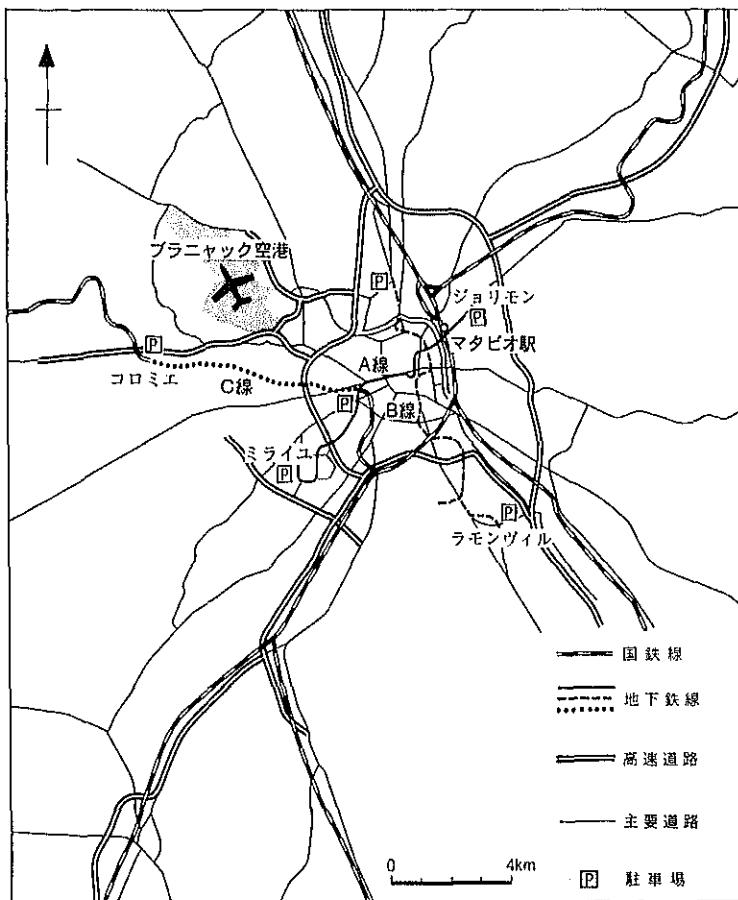 ブラニャック空港
P
ジョリモン
P
マタビオ駅
P
コロミエ
C線
A線
P
B線
ミライユ
P
P
ラモンヴィル
国鉄線
地下鉄線
高速道路
主要道路
0 4km
P 駐車場